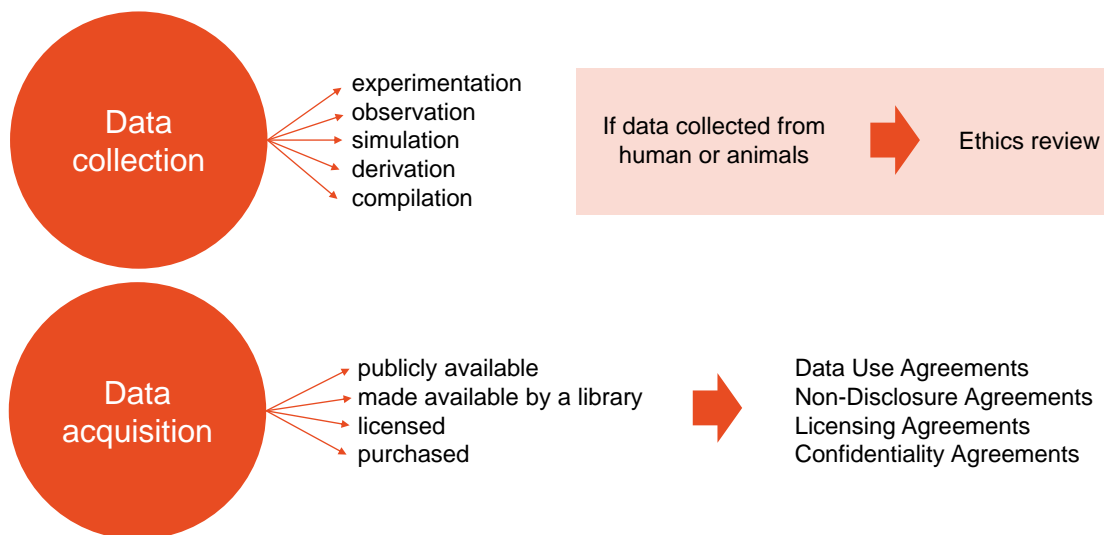 Data
collection
experimentation
observation
simulation
derivation
compilation
If data collected from
human or animals
Ethics review
Data
acquisition
publicly available
made available by a library
licensed
purchased
Data Use Agreements
Non-Disclosure Agreements
Licensing Agreements
Confidentiality Agreements